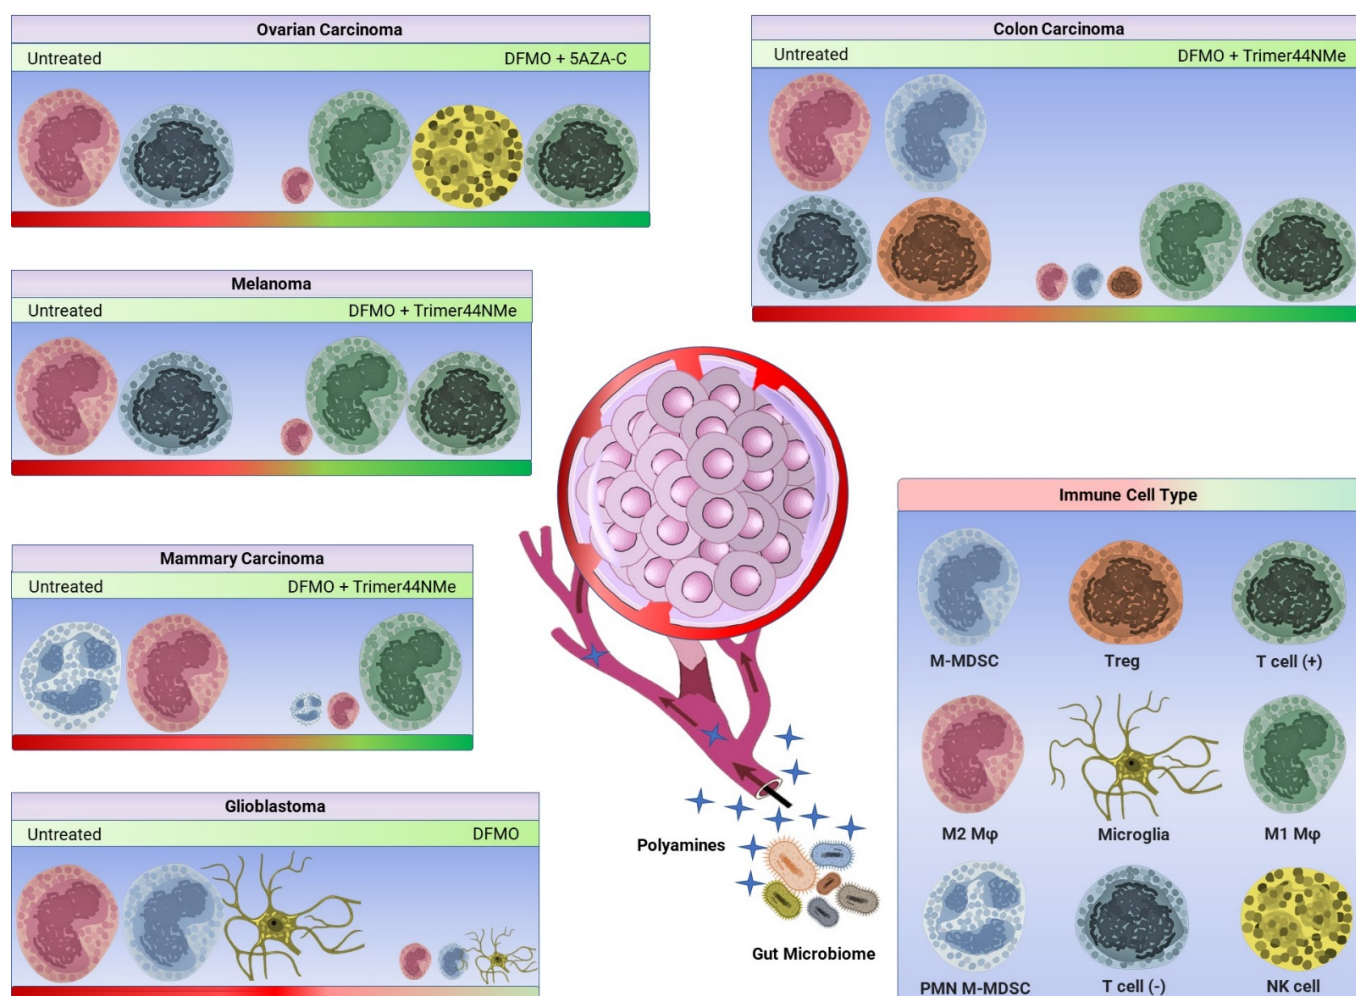 Ovarian Carcinoma
Untreated DFMO + 5AZA-C
Colon Carcinoma
Untreated DFMO + Trimer44NMe
Melanoma
Untreated DFMO + Trimer44NMe
Mammary Carcinoma
Untreated DFMO + Trimer44NMe
Glioblastoma
Untreated DFMO
Polyamines
Gut Microbiome
Immune Cell Type
M-MDSC Treg T cell (+)
M2 Mφ Microglia M1 Mφ
PMN M-MDSC T cell (-) NK cell